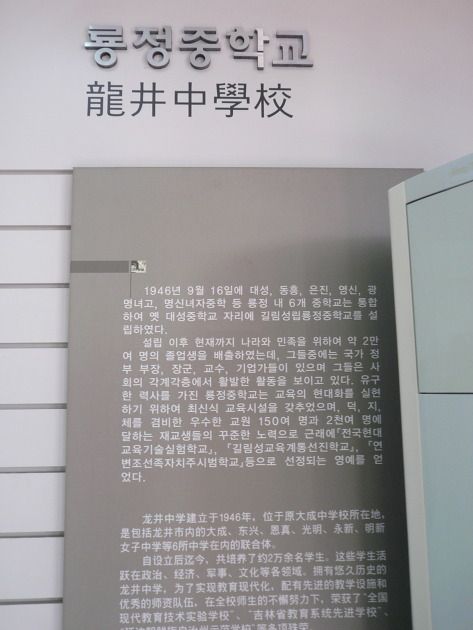 룡정중학교
龍井中學校
1946년 9월 16일에 대성, 동흥, 은진, 영신, 광
명녀고, 명신녀자중학 등 룡정 내 6개 중학교는 통합
하여 옛 대성중학교 자리에 길림성립룡정중학교를 설
립하였다.
설립 이후 현재까지 나라와 민족을 위하여 약 2만
여 명의 졸업생을 배출하였는데, 그들중에는 국가 정
부 부장, 장군, 교수, 기업가들이 있으며 그들은 사
회의 각계각층에서 활발한 활동을 보이고 있다. 유구
한 력사를 가진 룡정중학교는 교육의 현대화를 실현
하기 위하여 최신식 교육시설을 갖추었으며, 덕, 지,
체를 겸비한 우수한 교원 150여 명과 2천여 명에
달하는 재교생들의 꾸준한 노력으로 근래에「전국현대
교육기술실험학교」, 「길림성교육계통선진학교」, 「연
변조선족자치주시범학교」등으로 선정되는 영예를 얻
었다.
龙井中学建立于1946年，位于原大成中学校所在地，
是包括龙井市内的大成、东兴、恩真、光明、永新、明新
女子中学等6所中学在内的联合体。
自设立后迄今，共培养了约2万余名学生。这些学生活
跃在政治、经济、军事、文化等各领域。拥有悠久历史的
龙井中学，为了实现教育现代化，配有先进的教学设施和
优秀的师资队伍，在全校师生的不懈努力下，荣获了“全国
现代教育技术实验学校”、“吉林省教育系统先进学校”、